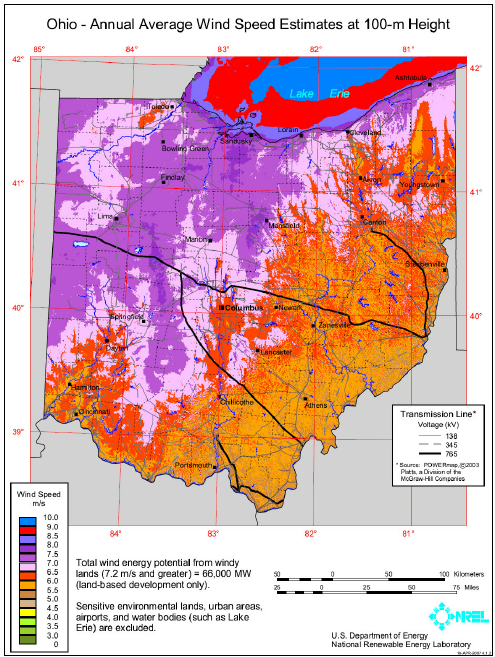 Ohio - Annual Average Wind Speed Estimates at 100-m Height
85° 84° 83° 82° 81°
42° 42°
Lake Erie
Ashtabula
Toledo
Sandusky Lorain Cleveland
Bowling Green
Findlay Akron Youngstown
41° 41°
Lima
Mansfield Canton
Marion
Steubenville
40° Columbus Newark 40°
Springfield Zanesville
Dayton Lancaster
Hamilton
Chillicothe Athens
Cincinnati
39° 39°
Portsmouth
84° 83° 82° 81°
Transmission Line*
Voltage (kV)
138
345
765
* Source: POWERmap, ©2003
Platts, a Division of the
McGraw-Hill Companies
Wind Speed
m/s
10.0
9.0
8.5
8.0
7.5
7.0
6.5
6.0
5.5
5.0
4.5
4.0
3.5
3.0
0
Total wind energy potential from windy
lands (7.2 m/s and greater) = 66,000 MW
(land-based development only).
Sensitive environmental lands, urban areas,
airports, and water bodies (such as Lake
Erie) are excluded.
50 0 50 100 Kilometers
25 0 25 50 75 Miles
NREL
U.S. Department of Energy
National Renewable Energy Laboratory